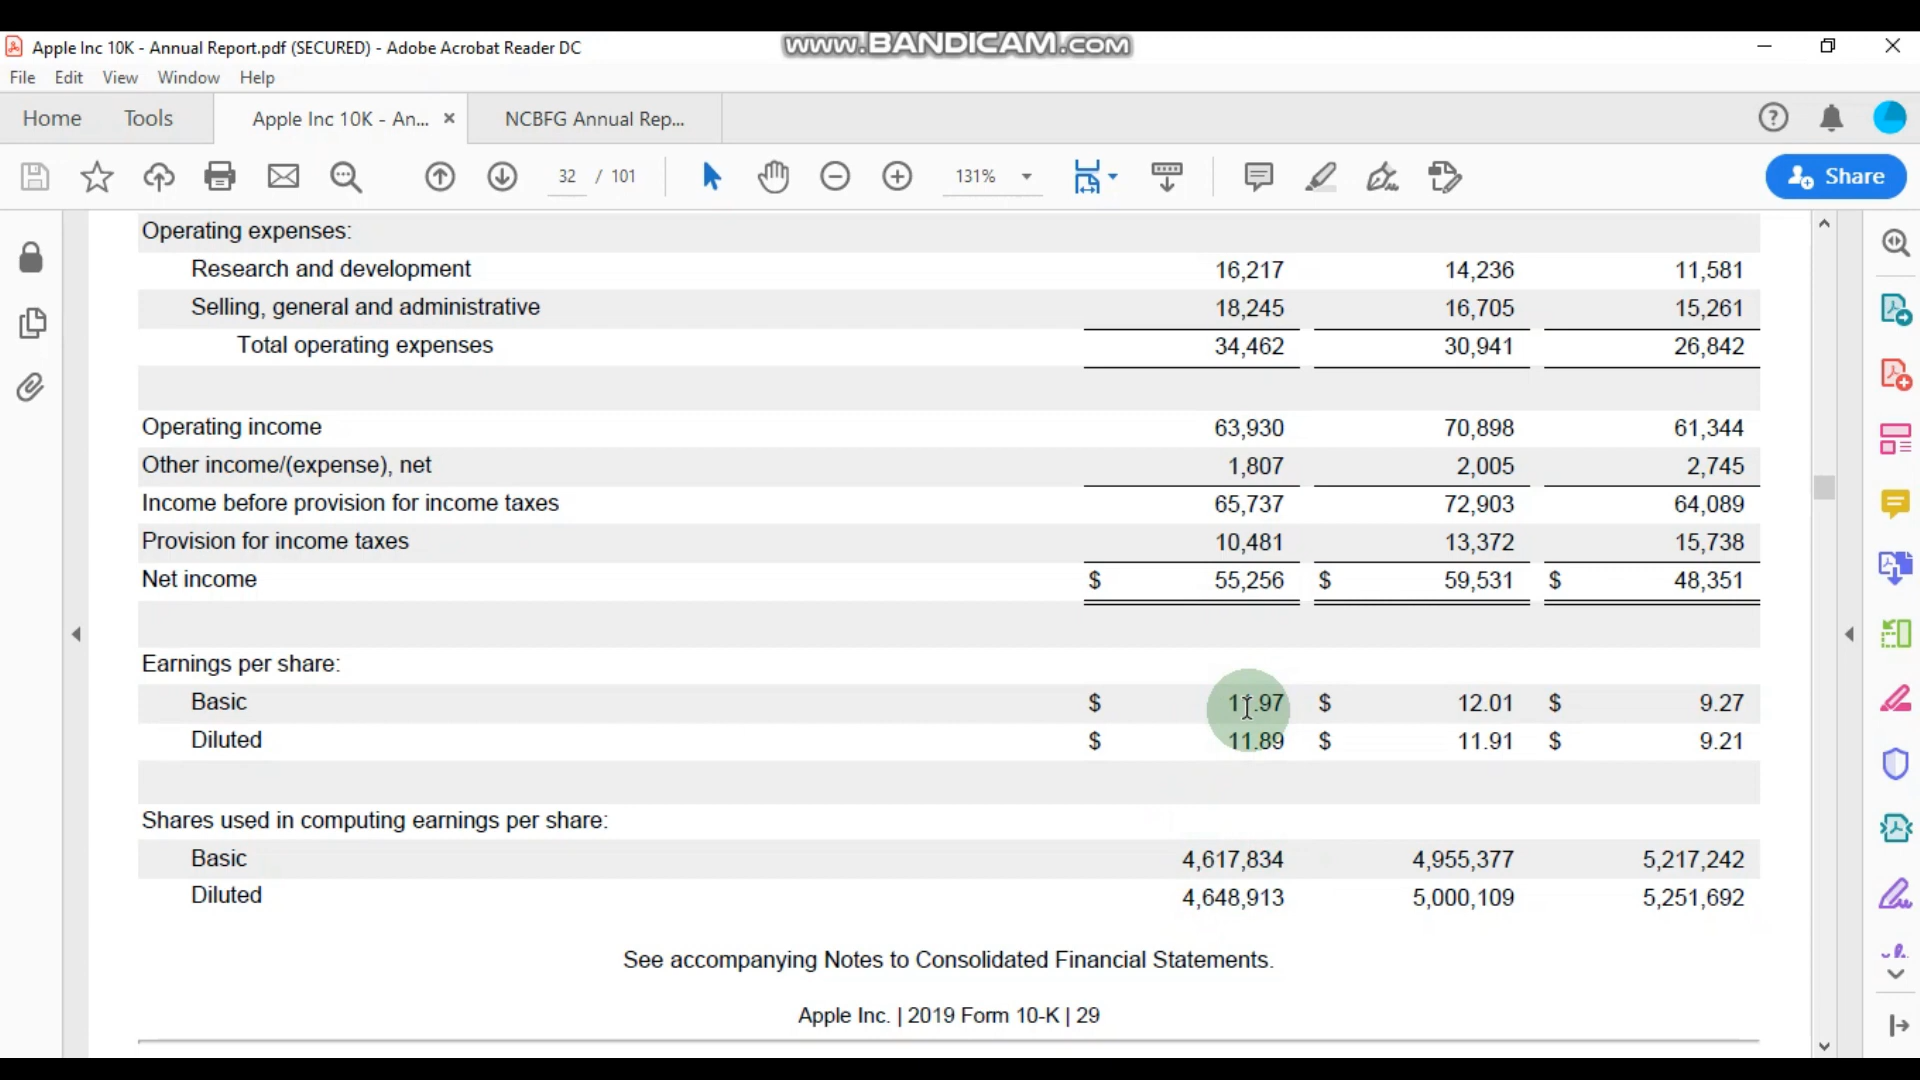 Apple Inc 10K - Annual Report.pdf (SECURED) - Adobe Acrobat Reader DC
www.BANDICAM.com
File Edit View Window Help
Home Tools Apple Inc 10K - An... × NCBFG Annual Rep...
32 / 101 131% Share
Operating expenses:
Research and development 16,217 14,236 11,581
Selling, general and administrative 18,245 16,705 15,261
Total operating expenses 34,462 30,941 26,842
Operating income 63,930 70,898 61,344
Other income/(expense), net 1,807 2,005 2,745
Income before provision for income taxes 65,737 72,903 64,089
Provision for income taxes 10,481 13,372 15,738
Net income $ 55,256 $ 59,531 $ 48,351
Earnings per share:
Basic $ 11.97 $ 12.01 $ 9.27
Diluted $ 11.89 $ 11.91 $ 9.21
Shares used in computing earnings per share:
Basic 4,617,834 4,955,377 5,217,242
Diluted 4,648,913 5,000,109 5,251,692
See accompanying Notes to Consolidated Financial Statements.
Apple Inc. | 2019 Form 10-K | 29